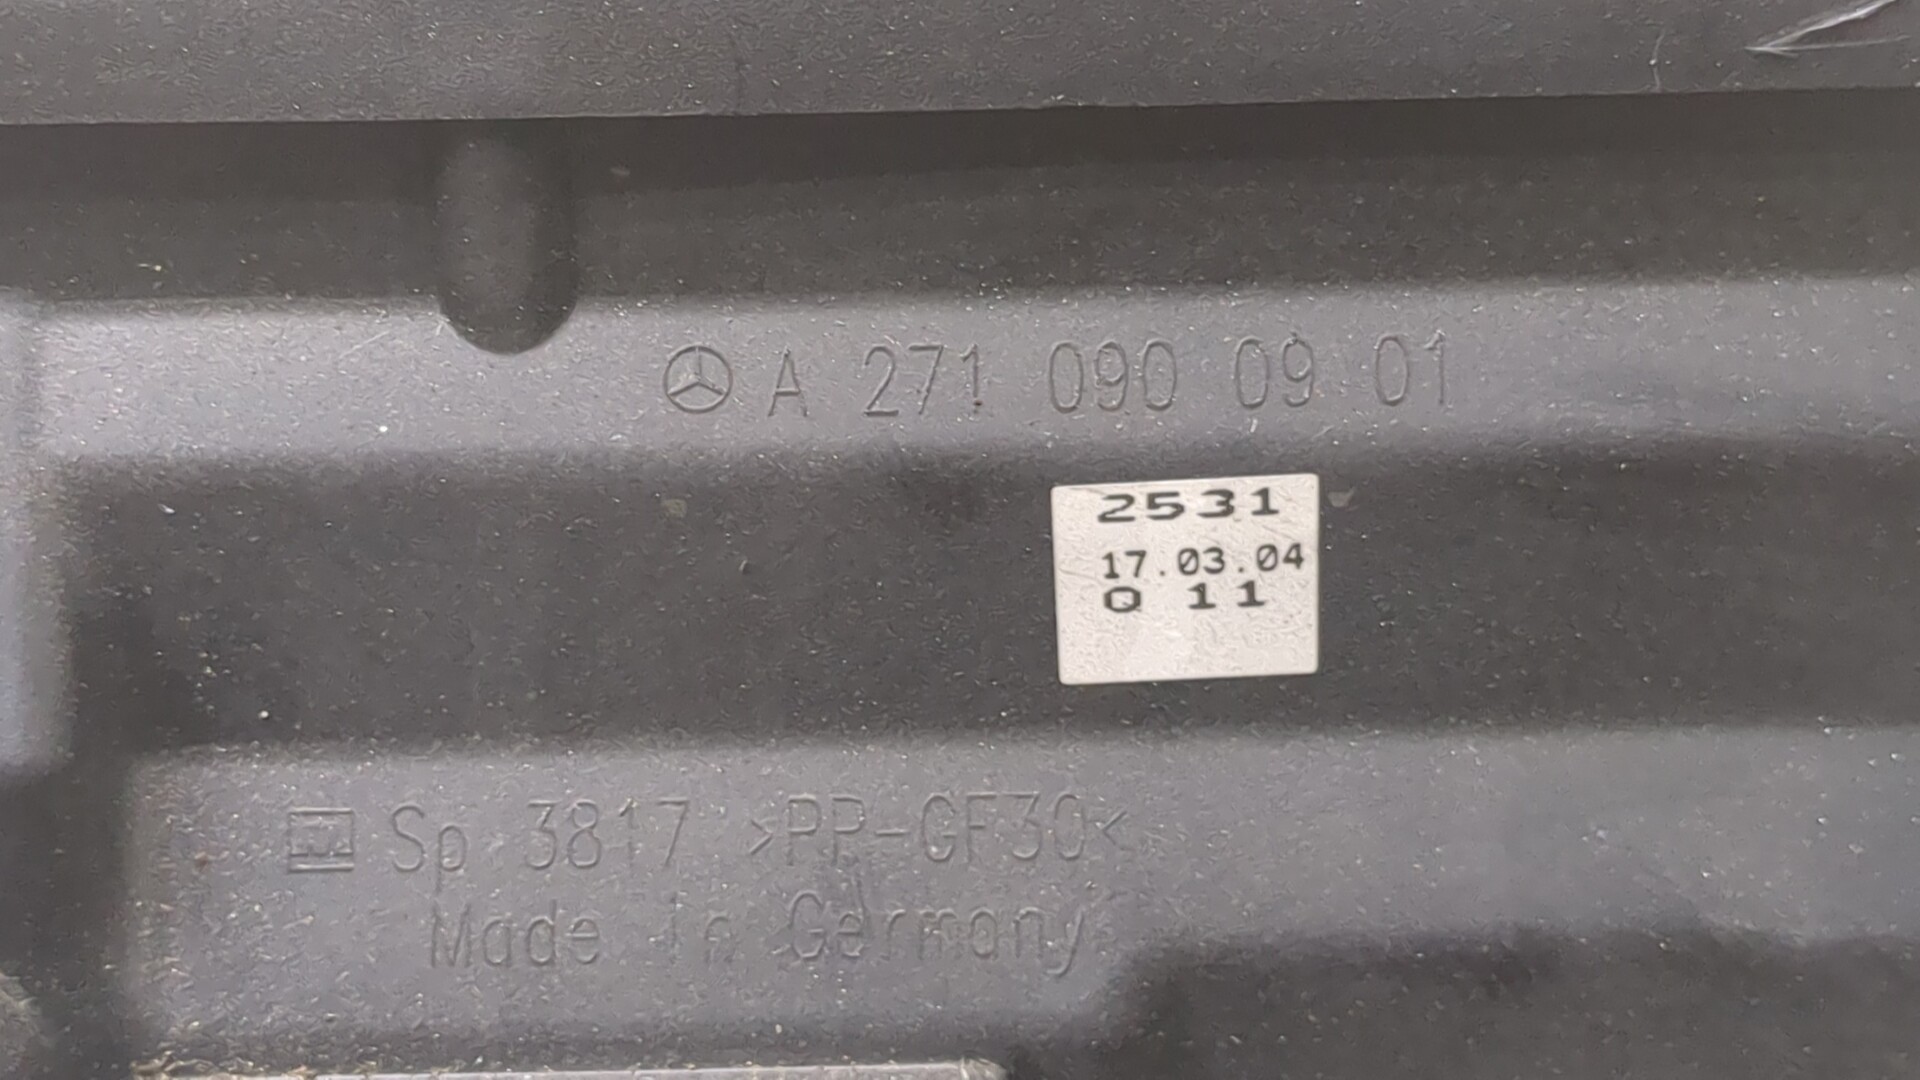 A 271 090 09 01
2531
17.03.04
Q 11
Sp 3817 >PP-GF30<
Made in Germany